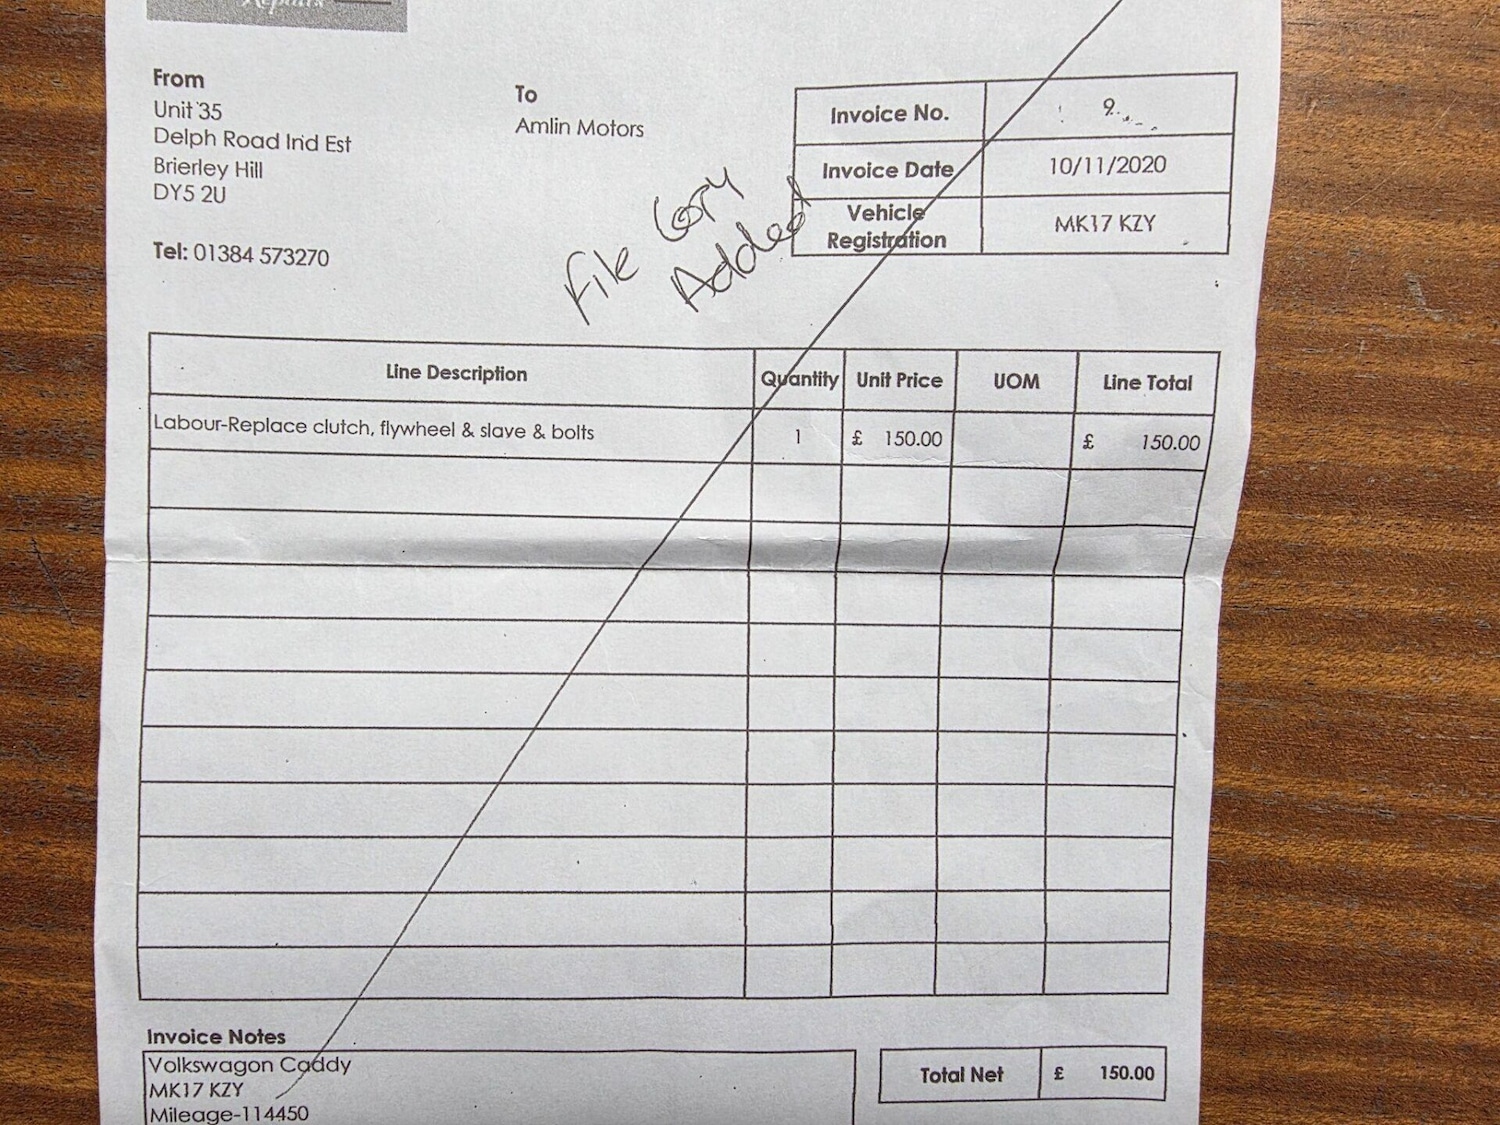 Repairs
From
Unit 35
Delph Road Ind Est
Brierley Hill
DY5 2U
Tel: 01384 573270
To
Amlin Motors
Invoice No. 9
Invoice Date 10/11/2020
Vehicle
Registration MK17 KZY
File Copy
Added
Line Description Quantity Unit Price UOM Line Total
Labour-Replace clutch, flywheel & slave & bolts 1 £ 150.00 £ 150.00
Invoice Notes
Volkswagon Caddy
MK17 KZY
Mileage-114450
Total Net £ 150.00